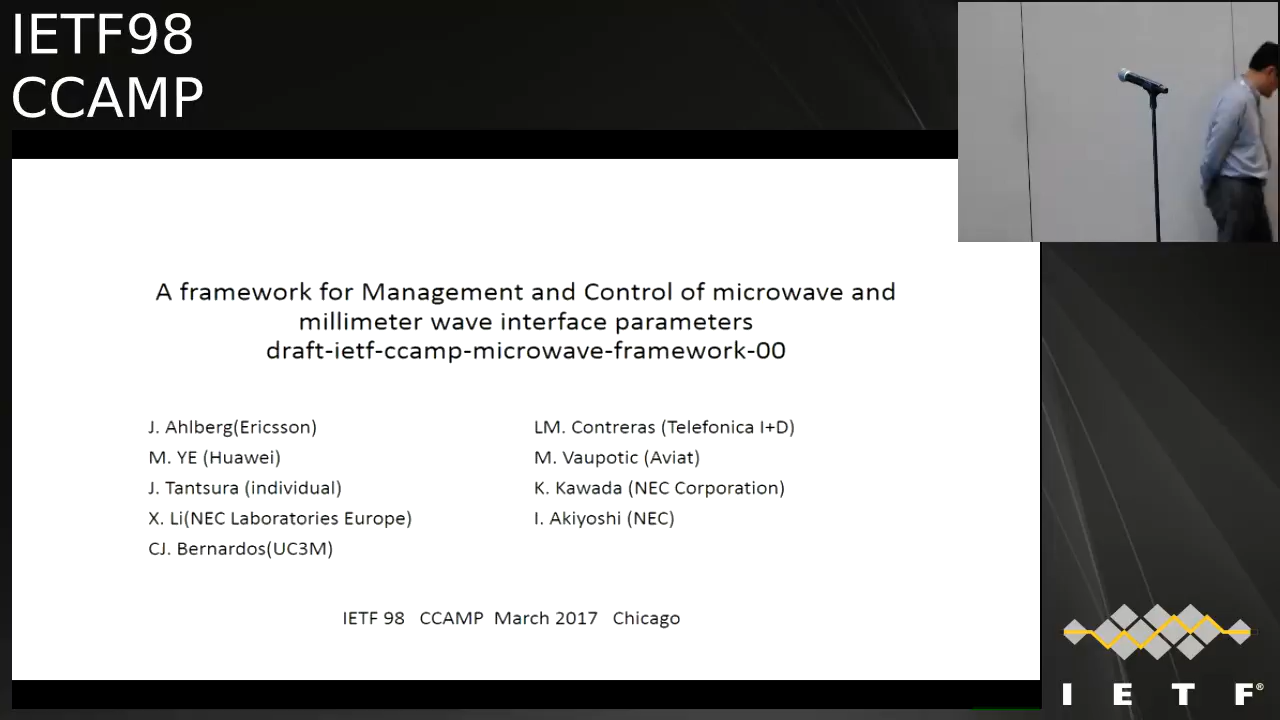 IETF98
CCAMP
A framework for Management and Control of microwave and
millimeter wave interface parameters
draft-ietf-ccamp-microwave-framework-00
J. Ahlberg(Ericsson)
M. YE (Huawei)
J. Tantsura (individual)
X. Li(NEC Laboratories Europe)
CJ. Bernardos(UC3M)
LM. Contreras (Telefonica I+D)
M. Vaupotic (Aviat)
K. Kawada (NEC Corporation)
I. Akiyoshi (NEC)
IETF 98 CCAMP March 2017 Chicago
I E T F®